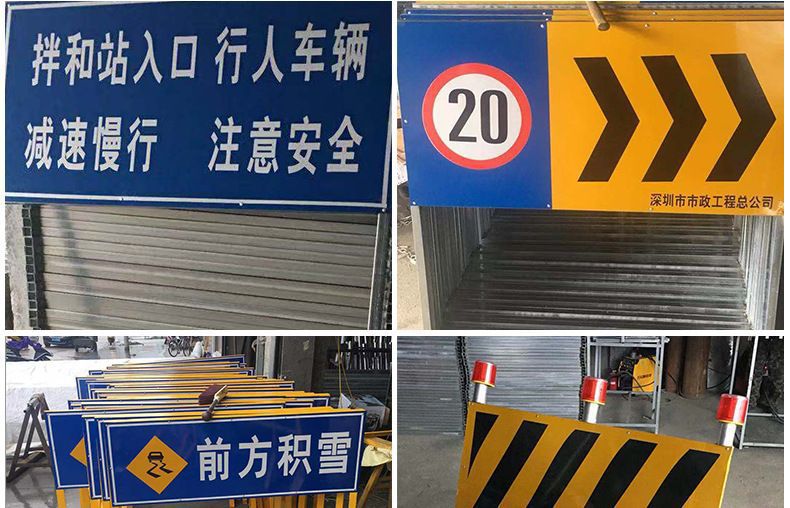 拌和站入口 行人车辆
减速慢行 注意安全
20
深圳市市政工程总公司
前方积雪